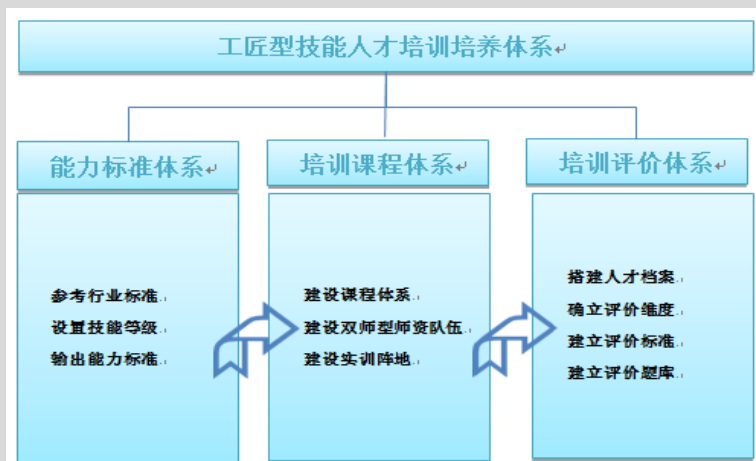 工匠型技能人才培训培养体系
能力标准体系
培训课程体系
培训评价体系
参考行业标准
设置技能等级
输出能力标准
建设课程体系
建设双师型师资队伍
建设实训阵地
搭建人才档案
确立评价维度
建立评价标准
建立评价题库